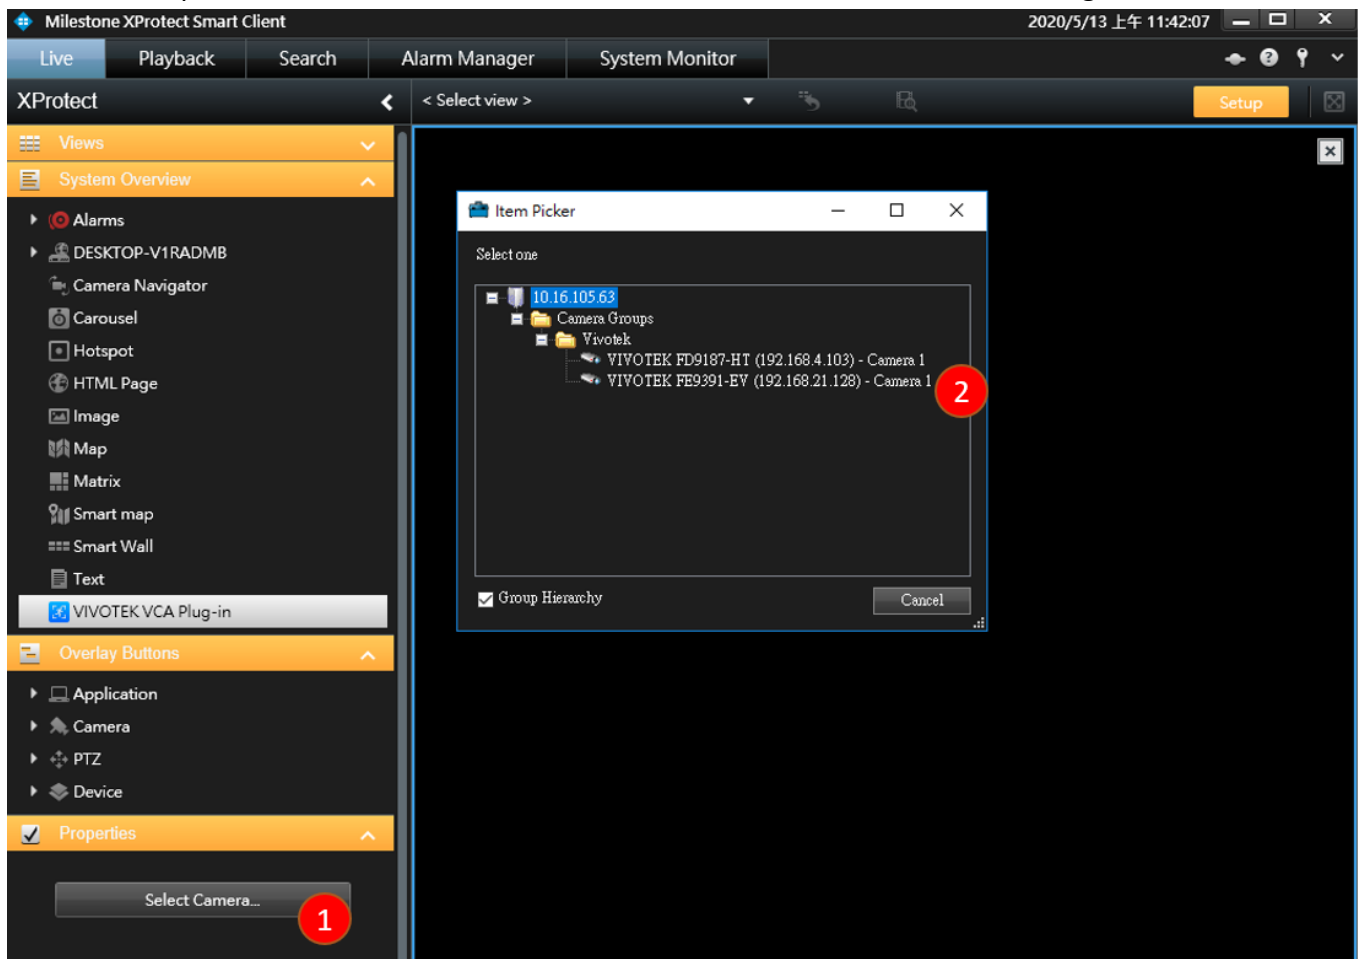 Milestone XProtect Smart Client
2020/5/13 上午 11:42:07
Live Playback Search Alarm Manager System Monitor
XProtect
< Select view >
Setup
Views
System Overview
Alarms
DESKTOP-V1RADMB
Camera Navigator
Carousel
Hotspot
HTML Page
Image
Map
Matrix
Smart map
Smart Wall
Text
VIVOTEK VCA Plug-in
Overlay Buttons
Application
Camera
PTZ
Device
Properties
Select Camera...
1
Item Picker
Select one
10.16.105.63
Camera Groups
Vivotek
VIVOTEK FD9187-HT (192.168.4.103) - Camera 1
VIVOTEK FE9391-EV (192.168.21.128) - Camera 1
2
Group Hierarchy
Cancel